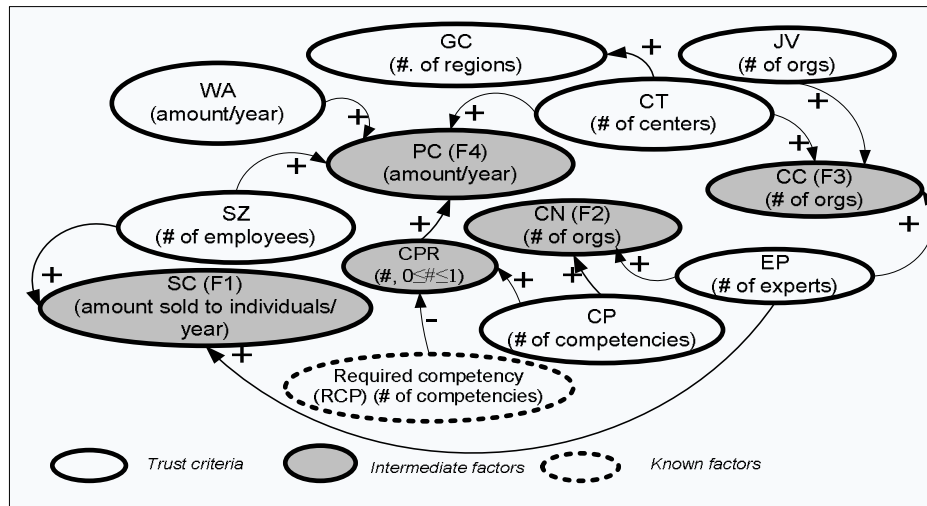 GC
(#. of regions)
JV
(# of orgs)
WA
(amount/year)
CT
(# of centers)
PC (F4)
(amount/year)
CC (F3)
(# of orgs)
SZ
(# of employees)
CN (F2)
(# of orgs)
CPR
(#, 0≤#≤1)
EP
(# of experts)
SC (F1)
(amount sold to individuals/
year)
CP
(# of competencies)
Required competency
(RCP) (# of competencies)
+
+
+
+
+
+
+
+
+
+
+
+
-
+
Trust criteria
Intermediate factors
Known factors